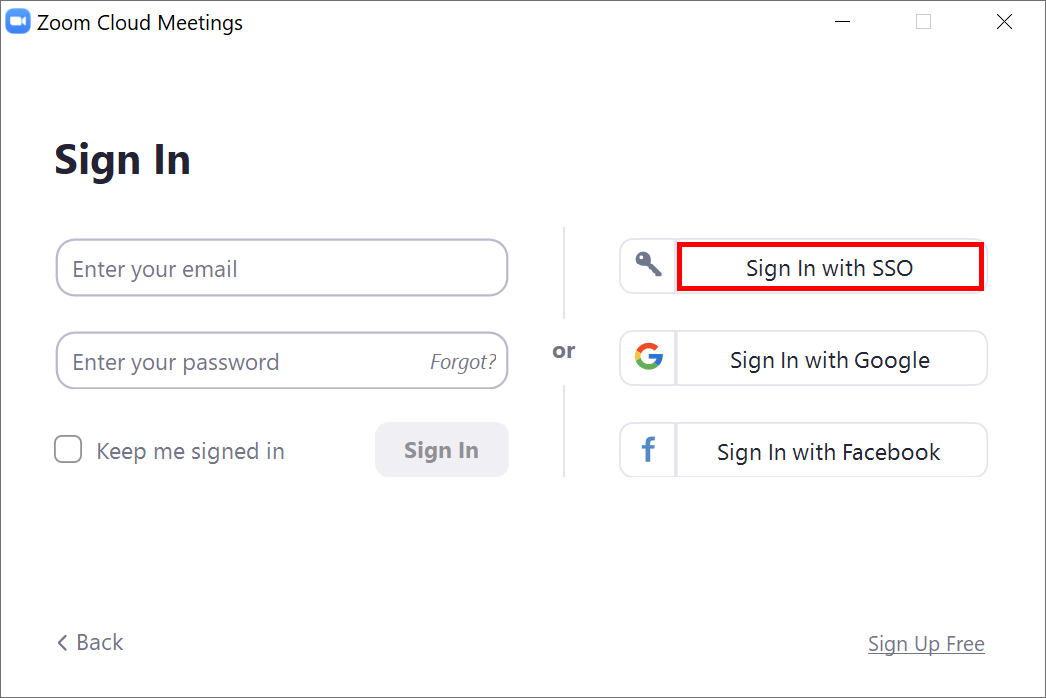 Zoom Cloud Meetings
Sign In
Enter your email
Enter your password Forgot?
Keep me signed in Sign In
or
Sign In with SSO
Sign In with Google
Sign In with Facebook
Back
Sign Up Free